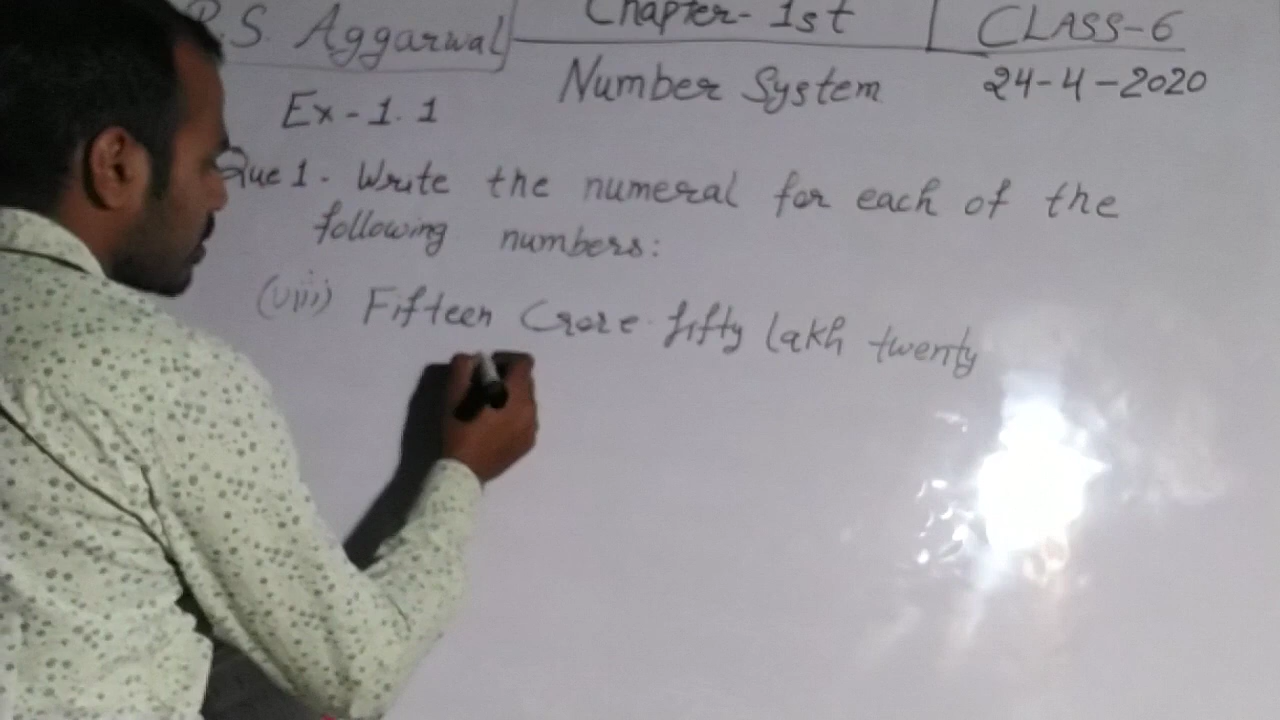 R.S. Aggarwal
Chapter- 1st
CLASS-6
Number System
24-4-2020
Ex-1.1
Que 1. Write the numeral for each of the
following numbers:
(viii) Fifteen Crore fifty lakh twenty